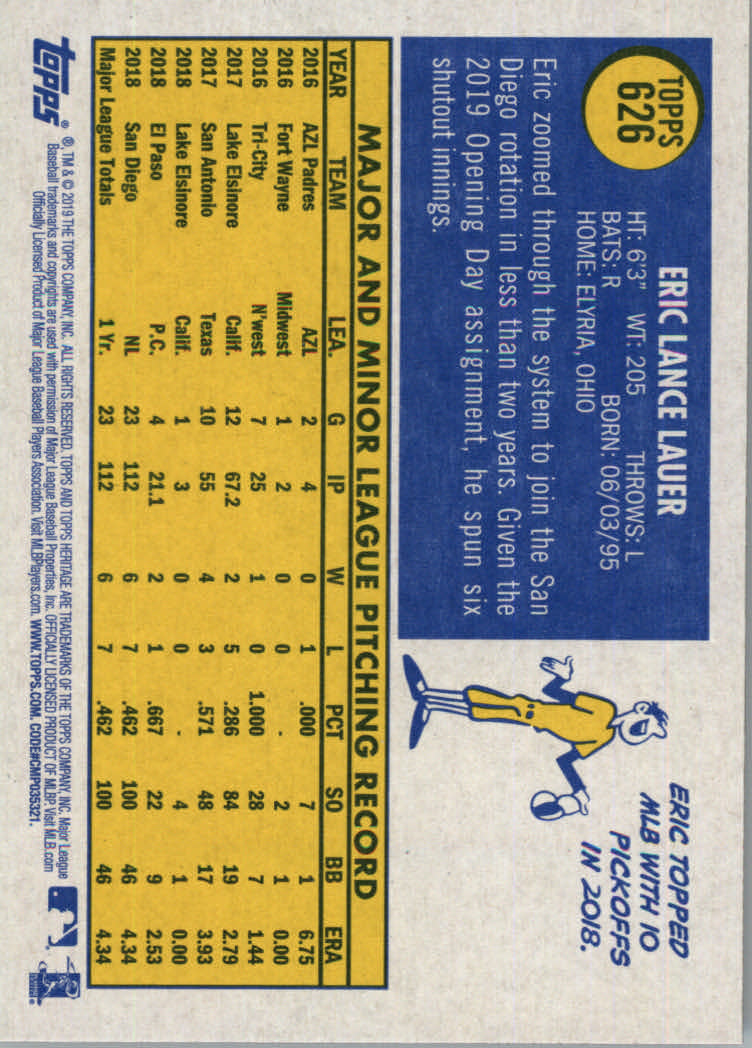 TOPPS
626
ERIC LANCE LAUER
HT: 6'3" WT: 205 THROWS: L
BATS: R BORN: 06/03/95
HOME: ELYRIA, OHIO
Eric zoomed through the system to join the San
Diego rotation in less than two years. Given the
2019 Opening Day assignment, he spun six
shutout innings.
ERIC TOPPED
MLB WITH 10
PICKOFFS
IN 2018.
MAJOR AND MINOR LEAGUE PITCHING RECORD
YEAR TEAM LEA. G IP W L PCT SO BB ERA
2016 AZL Padres AZL 2 4 0 1 .000 7 1 6.75
2016 Fort Wayne Midwest 1 2 0 0 - 2 1 0.00
2016 Tri-City N'west 7 25 1 0 1.000 28 7 1.44
2017 Lake Elsinore Calif. 12 67.2 2 5 .286 84 19 2.79
2017 San Antonio Texas 10 55 4 3 .571 48 17 3.93
2018 Lake Elsinore Calif. 1 3 0 0 - 4 1 0.00
2018 El Paso P.C. 4 21.1 2 1 .667 22 9 2.53
2018 San Diego NL 23 112 6 7 .462 100 46 4.34
Major League Totals 1 Yr. 23 112 6 7 .462 100 46 4.34
topps ® ®, TM & © 2019 THE TOPPS COMPANY, INC. ALL RIGHTS RESERVED. TOPPS AND TOPPS HERITAGE ARE TRADEMARKS OF THE TOPPS COMPANY, INC. Major League
Baseball trademarks and copyrights are used with permission of Major League Baseball Properties, Inc. OFFICIALLY LICENSED PRODUCT OF MLBP. Visit MLB.com
Officially Licensed Product of Major League Baseball Players Association. Visit MLBPlayers.com. WWW.TOPPS.COM. CODE#CMP035321.